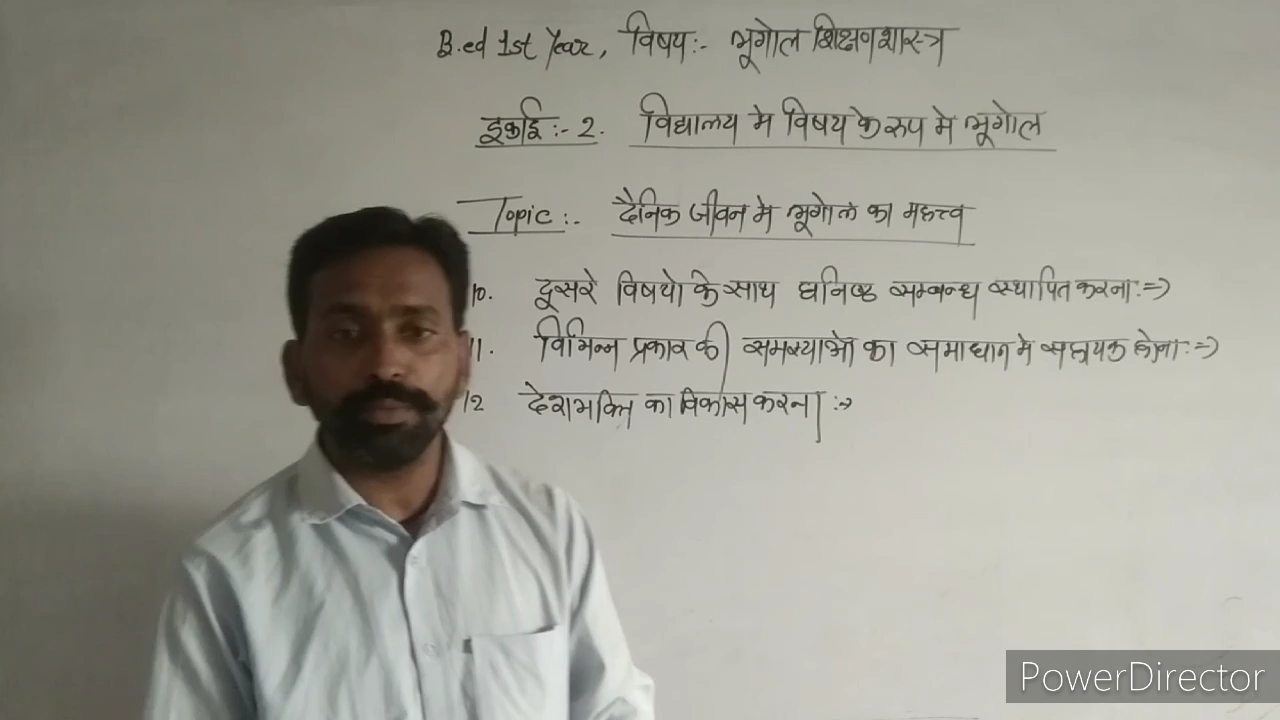 B.ed 1st Year, विषय:- भूगोल शिक्षणशास्त्र
इकाई :- 2. विद्यालय मे विषय के रुप मे भूगोल
Topic :- दैनिक जीवन मे भूगोल का महत्त्व
10. दूसरे विषयो के साथ घनिष्ठ सम्बन्ध स्थापित करना :⇒
11. विभिन्न प्रकार की समस्याओ का समाधान मे सहायक होना :⇒
12 देशभक्ति का विकास करना :→
PowerDirector